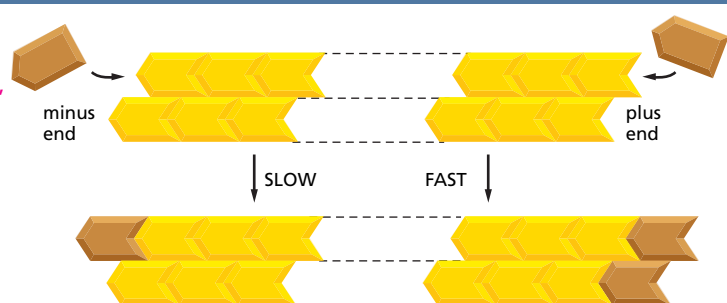 minus
end
plus
end
SLOW
FAST